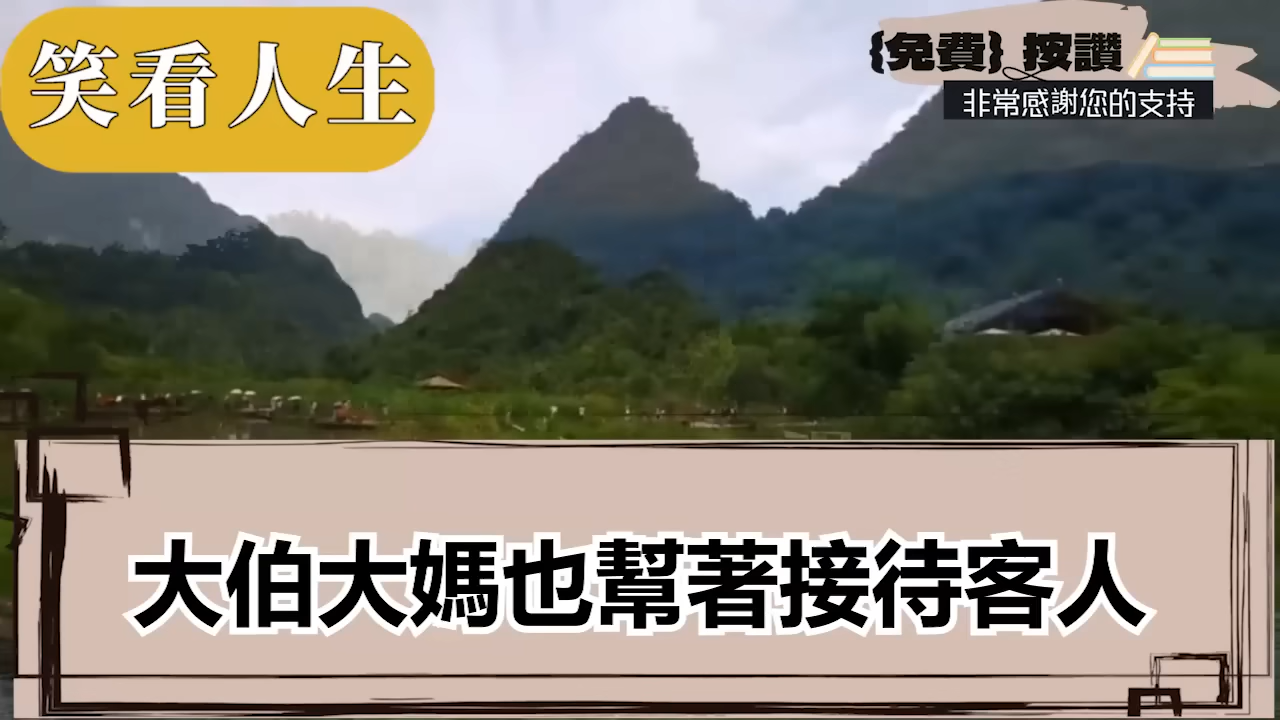 笑看人生
{免費} 按讚
非常感謝您的支持
大伯大媽也幫著接待客人